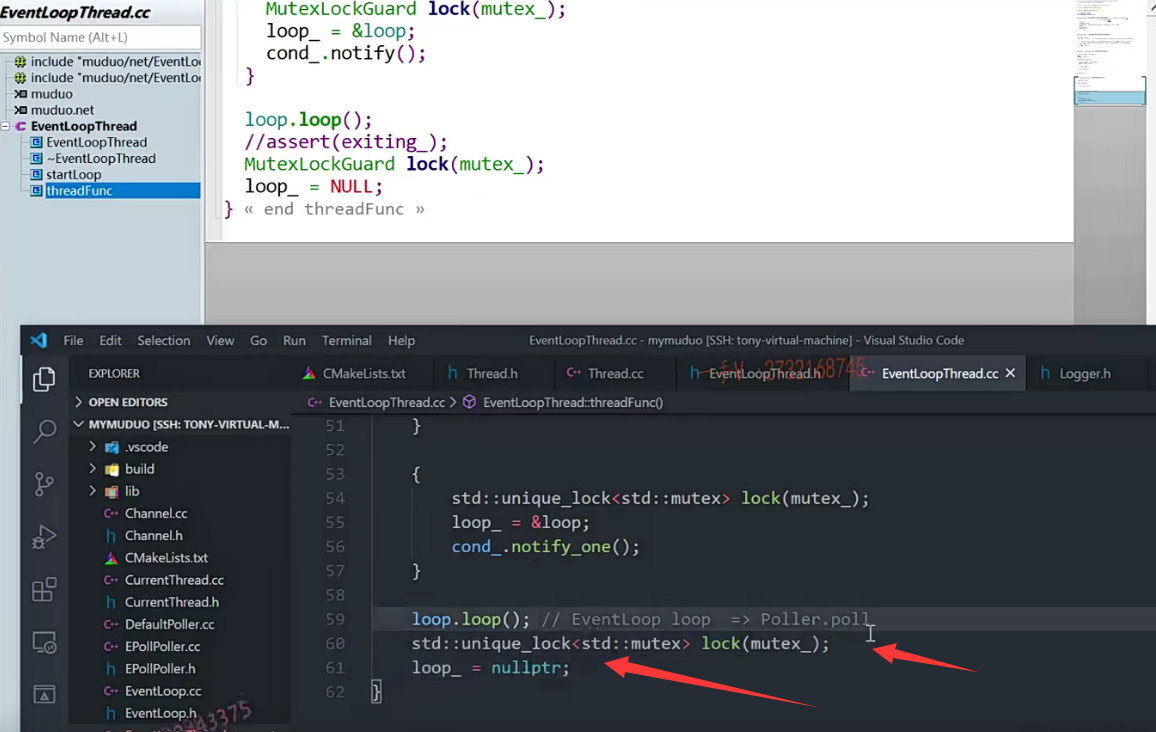 EventLoopThread.cc
Symbol Name (Alt+L)
include "muduo/net/EventLo
include "muduo/net/EventLo
muduo
muduo.net
EventLoopThread
EventLoopThread
~EventLoopThread
startLoop
threadFunc
MutexLockGuard lock(mutex_);
loop_ = &loop;
cond_.notify();
}
loop.loop();
//assert(exiting_);
MutexLockGuard lock(mutex_);
loop_ = NULL;
} « end threadFunc »
File Edit Selection View Go Run Terminal Help
EventLoopThread.cc - mymuduo [SSH: tony-virtual-machine] - Visual Studio Code
EXPLORER
CMakeLists.txt
Thread.h
Thread.cc
EventLoopThread.h
EventLoopThread.cc
Logger.h
OPEN EDITORS
EventLoopThread.cc > EventLoopThread::threadFunc()
MYMUDUO [SSH: TONY-VIRTUAL-M...
.vscode
build
lib
Channel.cc
Channel.h
CMakeLists.txt
CurrentThread.cc
CurrentThread.h
DefaultPoller.cc
EPollPoller.cc
EPollPoller.h
EventLoop.cc
EventLoop.h
51 }
52
53 {
54 std::unique_lock<std::mutex> lock(mutex_);
55 loop_ = &loop;
56 cond_.notify_one();
57 }
58
59 loop.loop(); // EventLoop loop => Poller.poll
60 std::unique_lock<std::mutex> lock(mutex_);
61 loop_ = nullptr;
62 }